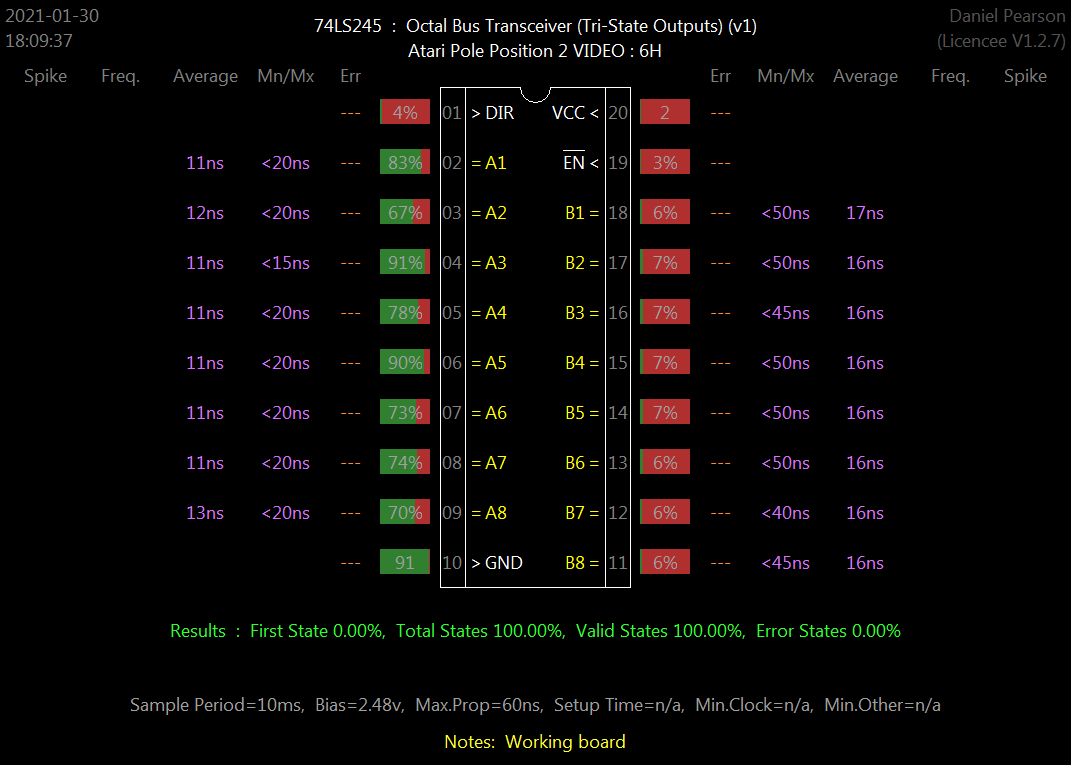 2021-01-30 74LS245 : Octal Bus Transceiver (Tri-State Outputs) (v1) Daniel Pearson
18:09:37 Atari Pole Position 2 VIDEO : 6H (Licencee V1.2.7)
Spike Freq. Average Mn/Mx Err Err Mn/Mx Average Freq. Spike
--- 4% 01 > DIR VCC < 20 2 ---
11ns <20ns --- 83% 02 = A1 EN < 19 3% ---
12ns <20ns --- 67% 03 = A2 B1 = 18 6% --- <50ns 17ns
11ns <15ns --- 91% 04 = A3 B2 = 17 7% --- <50ns 16ns
11ns <20ns --- 78% 05 = A4 B3 = 16 7% --- <45ns 16ns
11ns <20ns --- 90% 06 = A5 B4 = 15 7% --- <50ns 16ns
11ns <20ns --- 73% 07 = A6 B5 = 14 7% --- <50ns 16ns
11ns <20ns --- 74% 08 = A7 B6 = 13 6% --- <50ns 16ns
13ns <20ns --- 70% 09 = A8 B7 = 12 6% --- <40ns 16ns
--- 91 10 > GND B8 = 11 6% --- <45ns 16ns
Results : First State 0.00%, Total States 100.00%, Valid States 100.00%, Error States 0.00%
Sample Period=10ms, Bias=2.48v, Max.Prop=60ns, Setup Time=n/a, Min.Clock=n/a, Min.Other=n/a
Notes: Working board